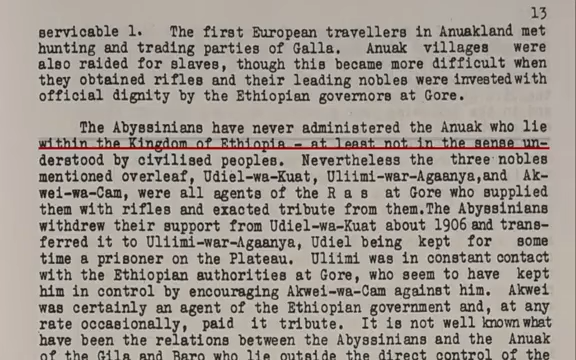 13
servicable 1. The first European travellers in Anuakland met
hunting and trading parties of Galla. Anuak villages were
also raided for slaves, though this became more difficult when
they obtained rifles and their leading nobles were invested with
official dignity by the Ethiopian governors at Gore.
The Abyssinians have never administered the Anuak who lie
within the Kingdom of Ethiopia - at least not in the sense un-
derstood by civilised peoples. Nevertheless the three nobles
mentioned overleaf, Udiel-wa-Kuat, Uliimi-war-Agaanya, and Ak-
wei-wa-Cam, were all agents of the R a s at Gore who supplied
them with rifles and exacted tribute from them. The Abyssinians
withdrew their support from Udiel-wa-Kuat about 1906 and trans-
ferred it to Uliimi-war-Agaanya, Udiel being kept for some
time a prisoner on the Plateau. Uliimi was in constant contact
with the Ethiopian authorities at Gore, who seem to have kept
him in control by encouraging Akwei-wa-Cam against him. Akwei
was certainly an agent of the Ethiopian government and, at any
rate occasionally, paid it tribute. It is not well known what
have been the relations between the Abyssinians and the Anuak
of the Gila and Baro who lie outside the direct control of the